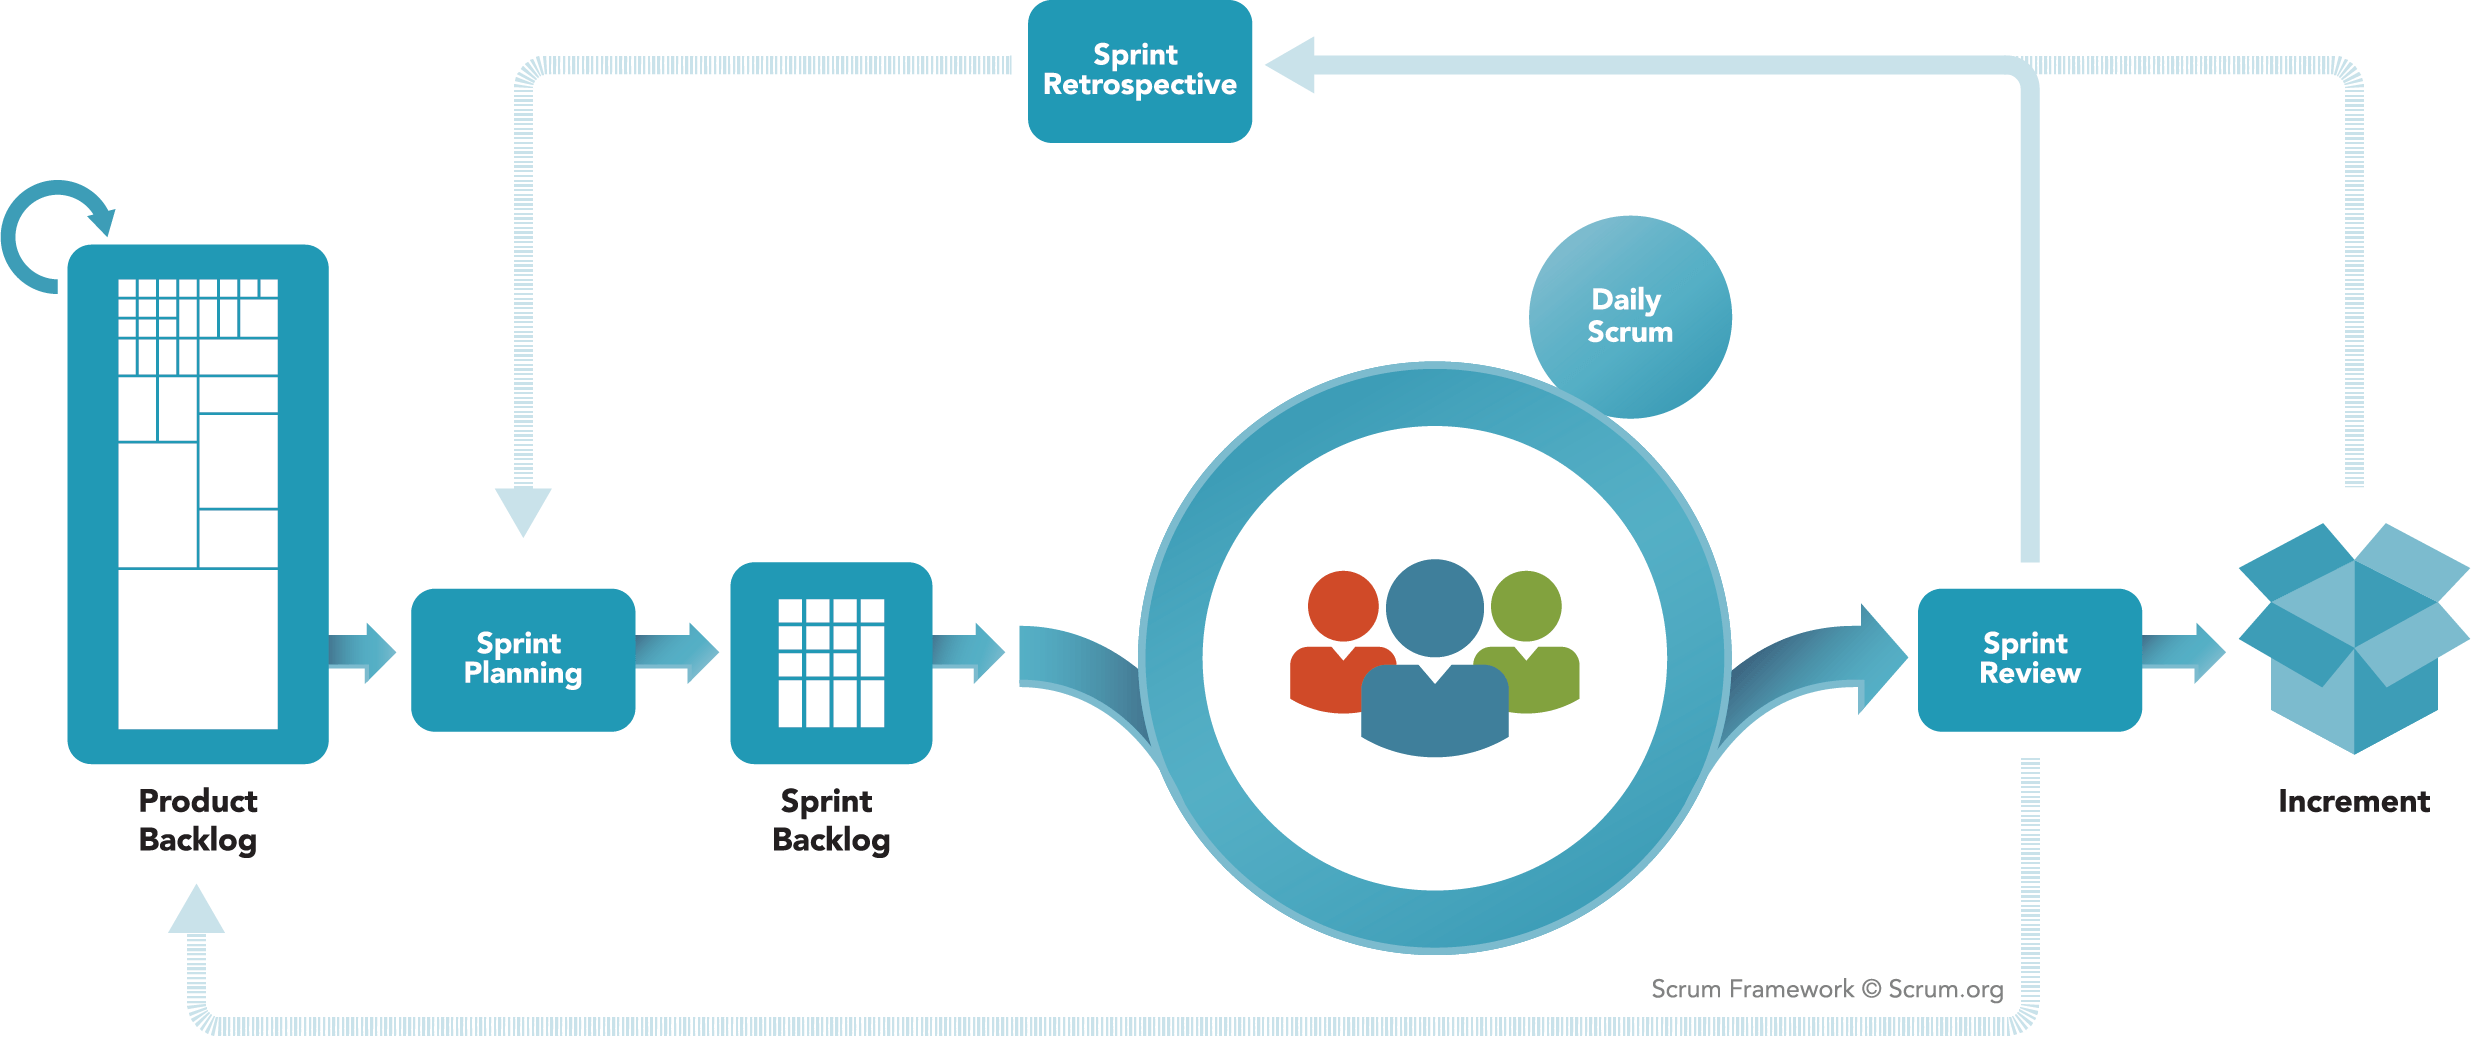 Sprint
Retrospective
Daily
Scrum
Sprint
Planning
Sprint
Review
Product
Backlog
Sprint
Backlog
Increment
Scrum Framework © Scrum.org